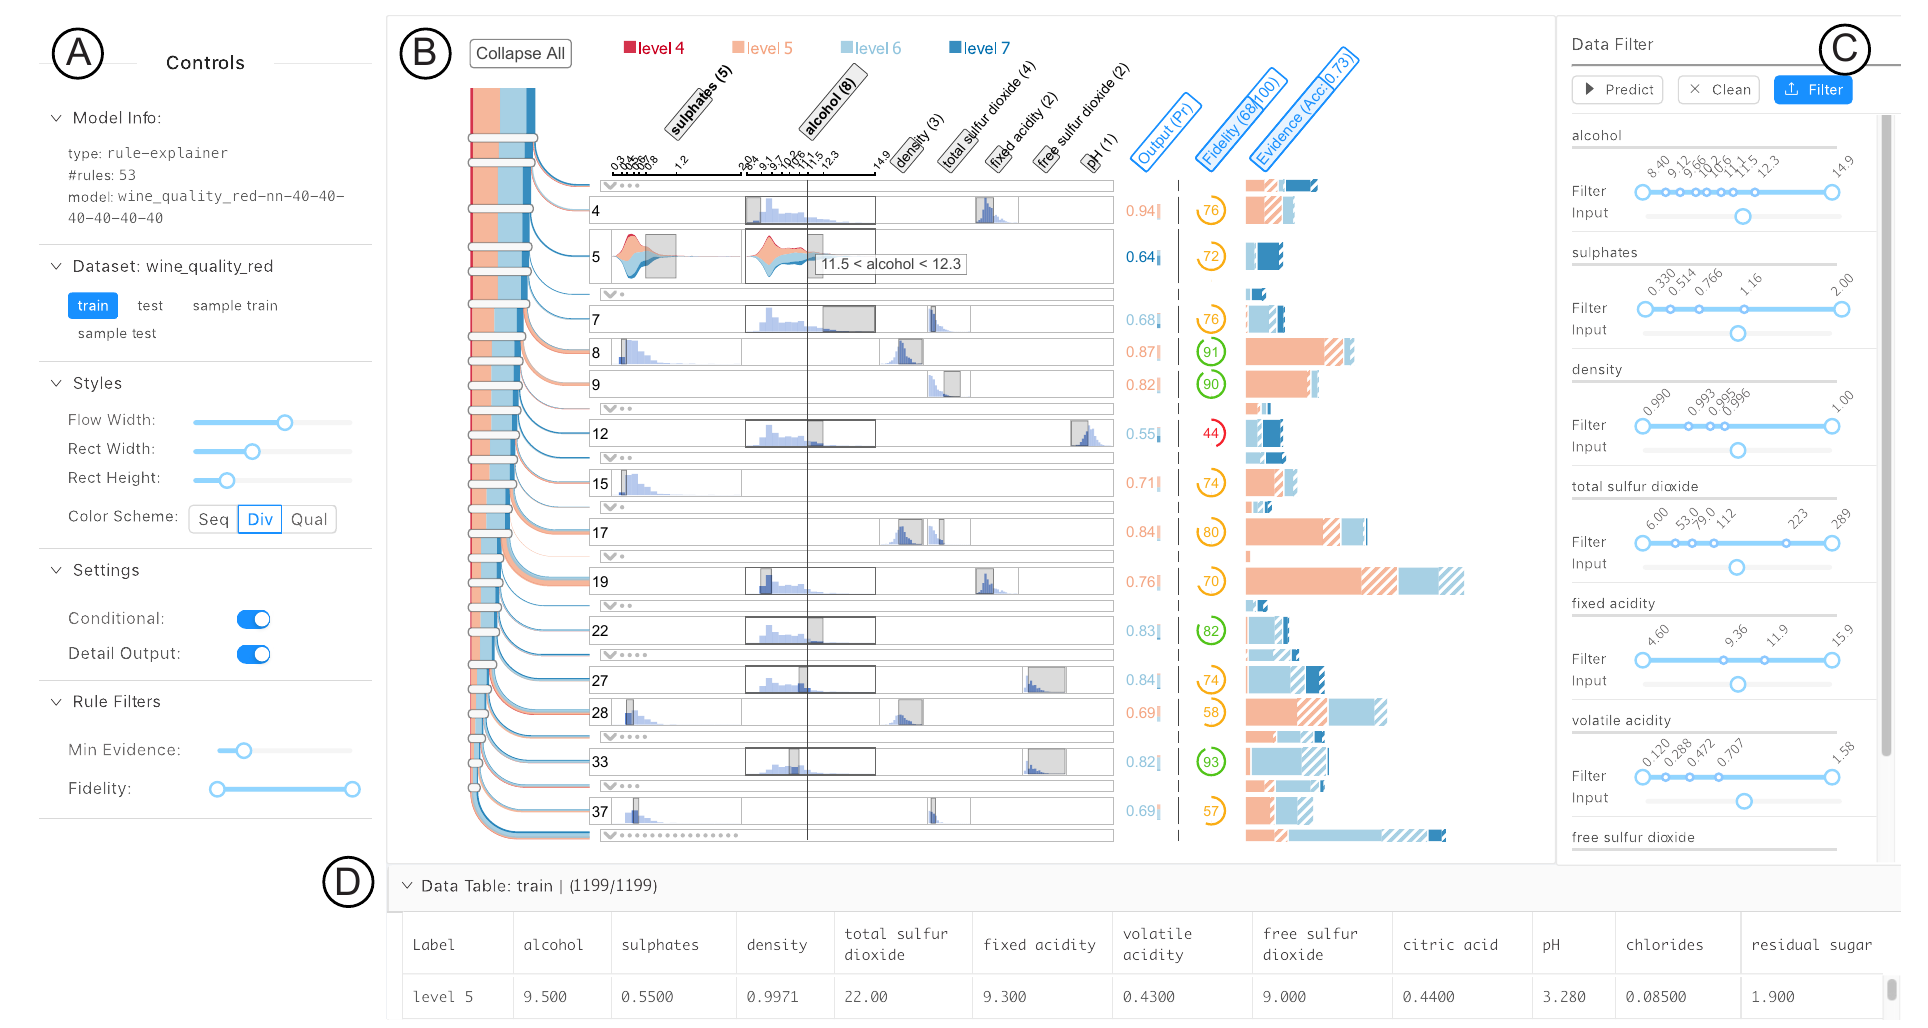 A
Controls
Model Info:
type: rule-explainer
#rules: 53
model: wine_quality_red-nn-40-40-
40-40-40-40
Dataset: wine_quality_red
train test sample train
sample test
Styles
Flow Width:
Rect Width:
Rect Height:
Color Scheme: Seq Div Qual
Settings
Conditional:
Detail Output:
Rule Filters
Min Evidence:
Fidelity:
B
Collapse All
level 4 level 5 level 6 level 7
sulphates (5)
alcohol (8)
density (3)
total sulfur dioxide (4)
fixed acidity (2)
free sulfur dioxide (2)
pH (1)
Output (Pr)
Fidelity (68/100)
Evidence (Acc: 0.73)
0.8 1.2 9.1 11.5 12.3 14.9
4 0.94 76
5 0.64 72
11.5 < alcohol < 12.3
7 0.68 76
8 0.87 91
9 0.82 90
12 0.55 44
15 0.71 74
17 0.84 80
19 0.76 70
22 0.83 82
27 0.84 74
28 0.69 58
33 0.82 93
37 0.69 57
C
Data Filter
Predict Clean Filter
alcohol
8.40 9.12 9.66 10.2 10.6 11.1 11.5 12.3 14.9
Filter
Input
sulphates
0.330 0.514 0.766 1.16 2.00
Filter
Input
density
0.990 0.993 0.995 0.996 1.00
Filter
Input
total sulfur dioxide
6.00 53.0 79.0 112 223 289
Filter
Input
fixed acidity
4.60 9.36 11.9 15.9
Filter
Input
volatile acidity
0.120 0.288 0.472 0.707 1.58
Filter
Input
free sulfur dioxide
D
Data Table: train | (1199/1199)
Label alcohol sulphates density total sulfur dioxide fixed acidity volatile acidity free sulfur dioxide citric acid pH chlorides residual sugar
level 5 9.500 0.5500 0.9971 22.00 9.300 0.4300 9.000 0.4400 3.280 0.08500 1.900